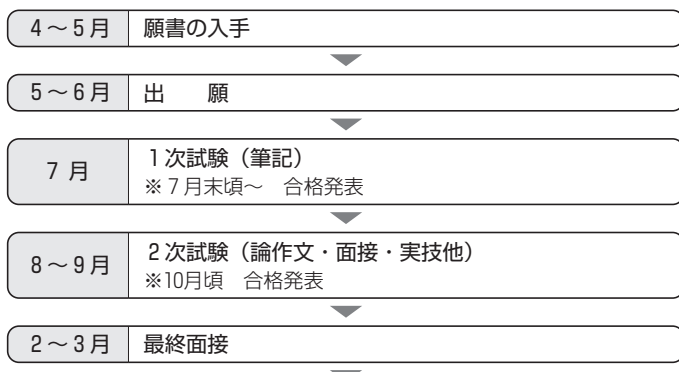 4～5月 願書の入手
5～6月 出　　願
7月 1次試験（筆記）
※7月末頃～　合格発表
8～9月 2次試験（論作文・面接・実技他）
※10月頃　合格発表
2～3月 最終面接